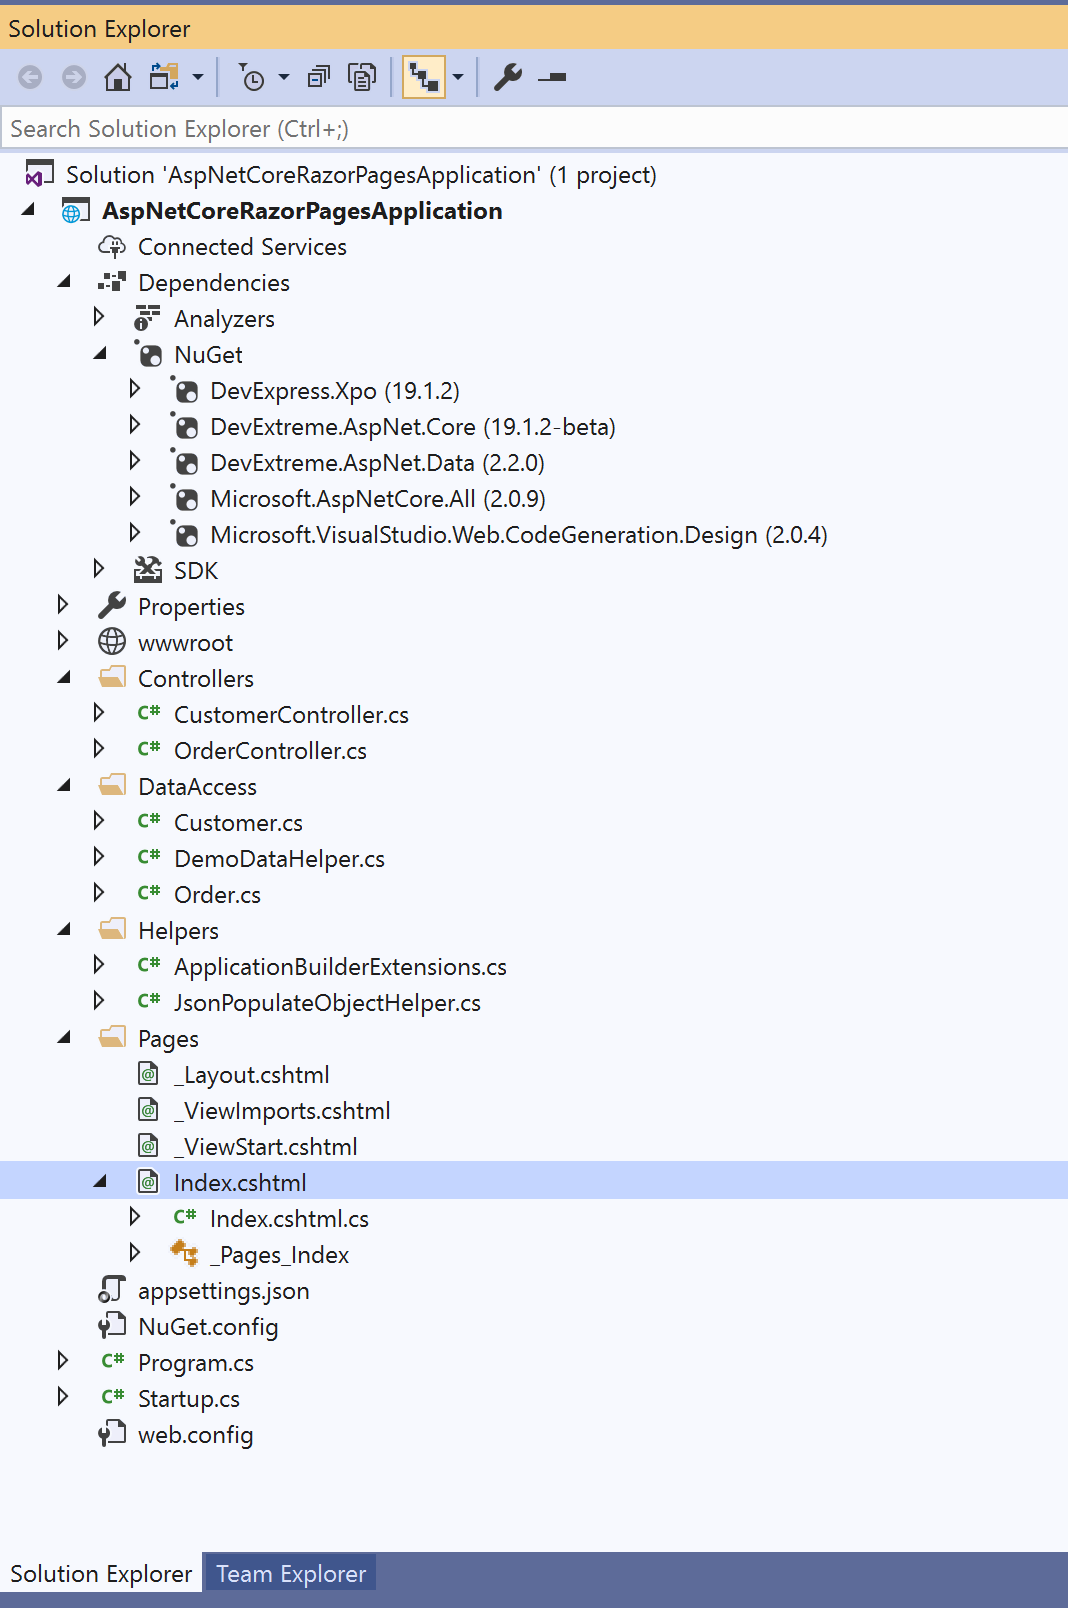 Solution Explorer
Search Solution Explorer (Ctrl+;)
Solution 'AspNetCoreRazorPagesApplication' (1 project)
AspNetCoreRazorPagesApplication
Connected Services
Dependencies
Analyzers
NuGet
DevExpress.Xpo (19.1.2)
DevExtreme.AspNet.Core (19.1.2-beta)
DevExtreme.AspNet.Data (2.2.0)
Microsoft.AspNetCore.All (2.0.9)
Microsoft.VisualStudio.Web.CodeGeneration.Design (2.0.4)
SDK
Properties
wwwroot
Controllers
C# CustomerController.cs
C# OrderController.cs
DataAccess
C# Customer.cs
C# DemoDataHelper.cs
C# Order.cs
Helpers
C# ApplicationBuilderExtensions.cs
C# JsonPopulateObjectHelper.cs
Pages
_Layout.cshtml
_ViewImports.cshtml
_ViewStart.cshtml
Index.cshtml
C# Index.cshtml.cs
_Pages_Index
appsettings.json
NuGet.config
C# Program.cs
C# Startup.cs
web.config
Solution Explorer Team Explorer